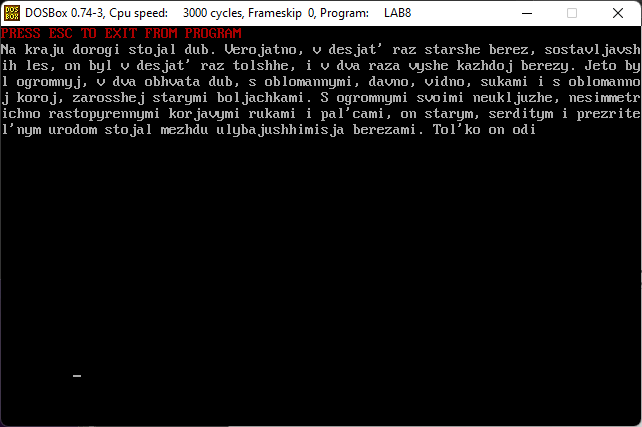 DOSBox 0.74-3, Cpu speed: 3000 cycles, Frameskip 0, Program: LAB8
PRESS ESC TO EXIT FROM PROGRAM
Na kraju dorogi stojal dub. Verojatno, v desjat' raz starshe berez, sostavljavsh
ih les, on byl v desjat' raz tolshhe, i v dva raza vyshe kazhdoj berezy. Jeto by
l ogromnyj, v dva obhvata dub, s oblomannymi, davno, vidno, sukami i s oblomanno
j koroj, zarosshej starymi boljachkami. S ogromnymi svoimi neukljuzhe, nesimmetr
ichno rastopyrennymi korjavymi rukami i pal'cami, on starym, serditym i prezrite
l'nym urodom stojal mezhdu ulybajushhimisja berezami. Tol'ko on odi